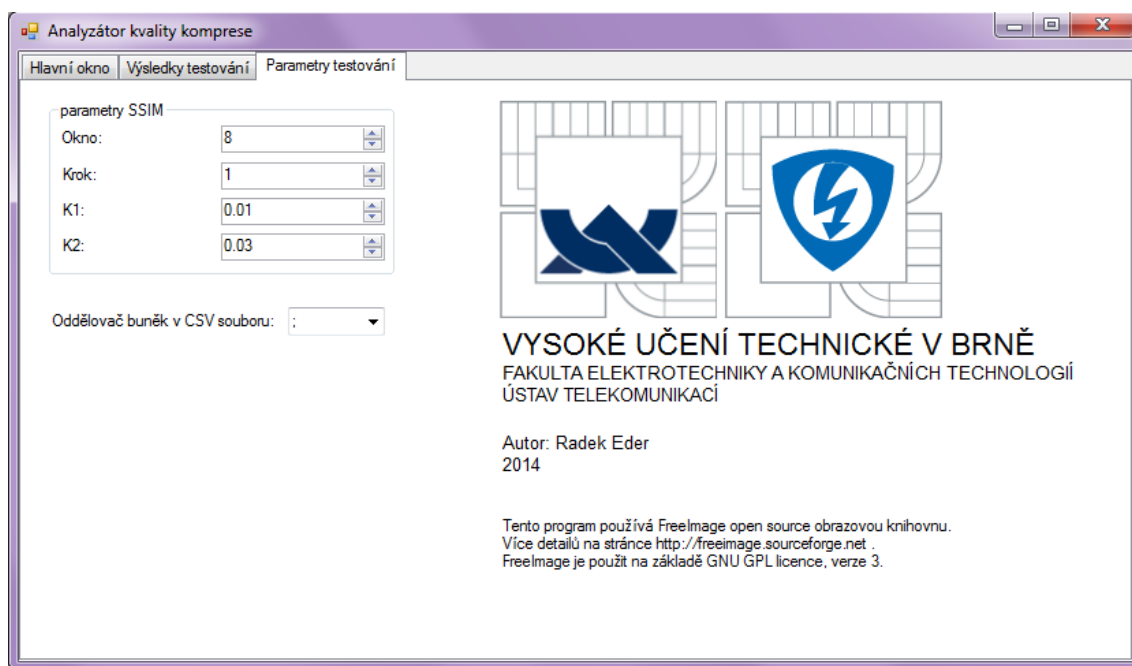 Analyzátor kvality komprese
Hlavní okno
Výsledky testování
Parametry testování
parametry SSIM
Okno:
8
Krok:
1
K1:
0.01
K2:
0.03
Oddělovač buněk v CSV souboru:
;
VYSOKÉ UČENÍ TECHNICKÉ V BRNĚ
FAKULTA ELEKTROTECHNIKY A KOMUNIKAČNÍCH TECHNOLOGIÍ
ÚSTAV TELEKOMUNIKACÍ
Autor: Radek Eder
2014
Tento program používá FreeImage open source obrazovou knihovnu.
Více detailů na stránce http://freeimage.sourceforge.net .
FreeImage je použit na základě GNU GPL licence, verze 3.